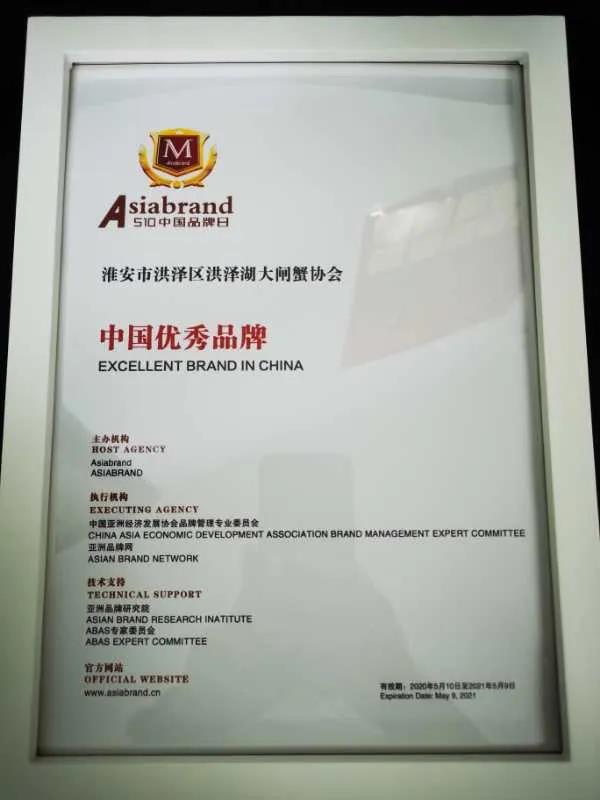 M
Asiabrand
Asiabrand
510中国品牌日
淮安市洪泽区洪泽湖大闸蟹协会
中国优秀品牌
EXCELLENT BRAND IN CHINA
主办机构
HOST AGENCY
Asiabrand
ASIABRAND
执行机构
EXECUTING AGENCY
中国亚洲经济发展协会品牌管理专业委员会
CHINA ASIA ECONOMIC DEVELOPMENT ASSOCIATION BRAND MANAGEMENT EXPERT COMMITTEE
亚洲品牌网
ASIAN BRAND NETWORK
技术支持
TECHNICAL SUPPORT
亚洲品牌研究院
ASIAN BRAND RESEARCH INATITUTE
ABAS专家委员会
ABAS EXPERT COMMITTEE
官方网站
OFFICIAL WEBSITE
www.asiabrand.cn
有效期：2020年5月10日至2021年5月9日
Expiration Date: May 9, 2021